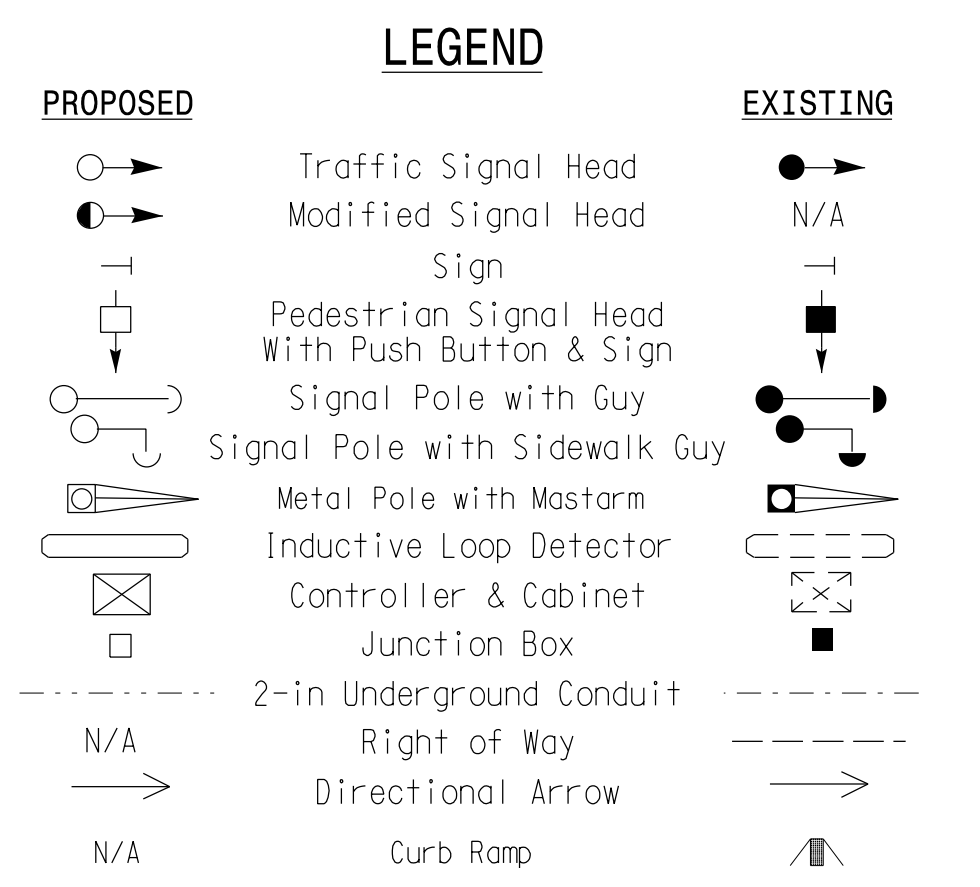 LEGEND
PROPOSED EXISTING
Traffic Signal Head
Modified Signal Head N/A
Sign
Pedestrian Signal Head
With Push Button & Sign
Signal Pole with Guy
Signal Pole with Sidewalk Guy
Metal Pole with Mastarm
Inductive Loop Detector
Controller & Cabinet
Junction Box
2-in Underground Conduit
N/A Right of Way
Directional Arrow
N/A Curb Ramp